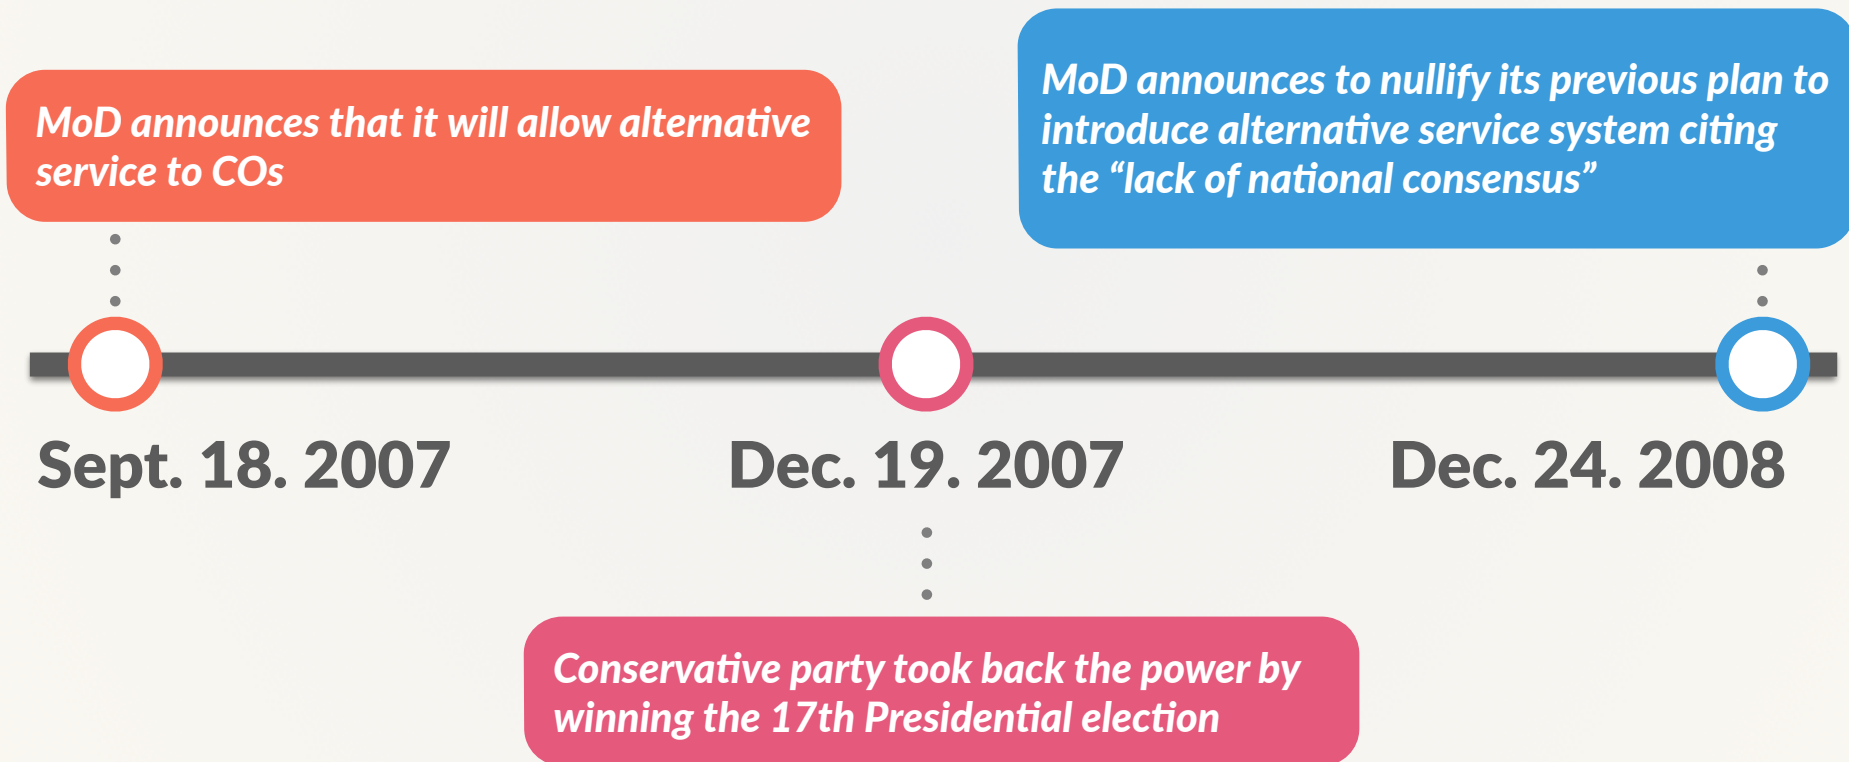 MoD announces that it will allow alternative
service to COs
MoD announces to nullify its previous plan to
introduce alternative service system citing
the “lack of national consensus”
Sept. 18. 2007
Dec. 19. 2007
Dec. 24. 2008
Conservative party took back the power by
winning the 17th Presidential election